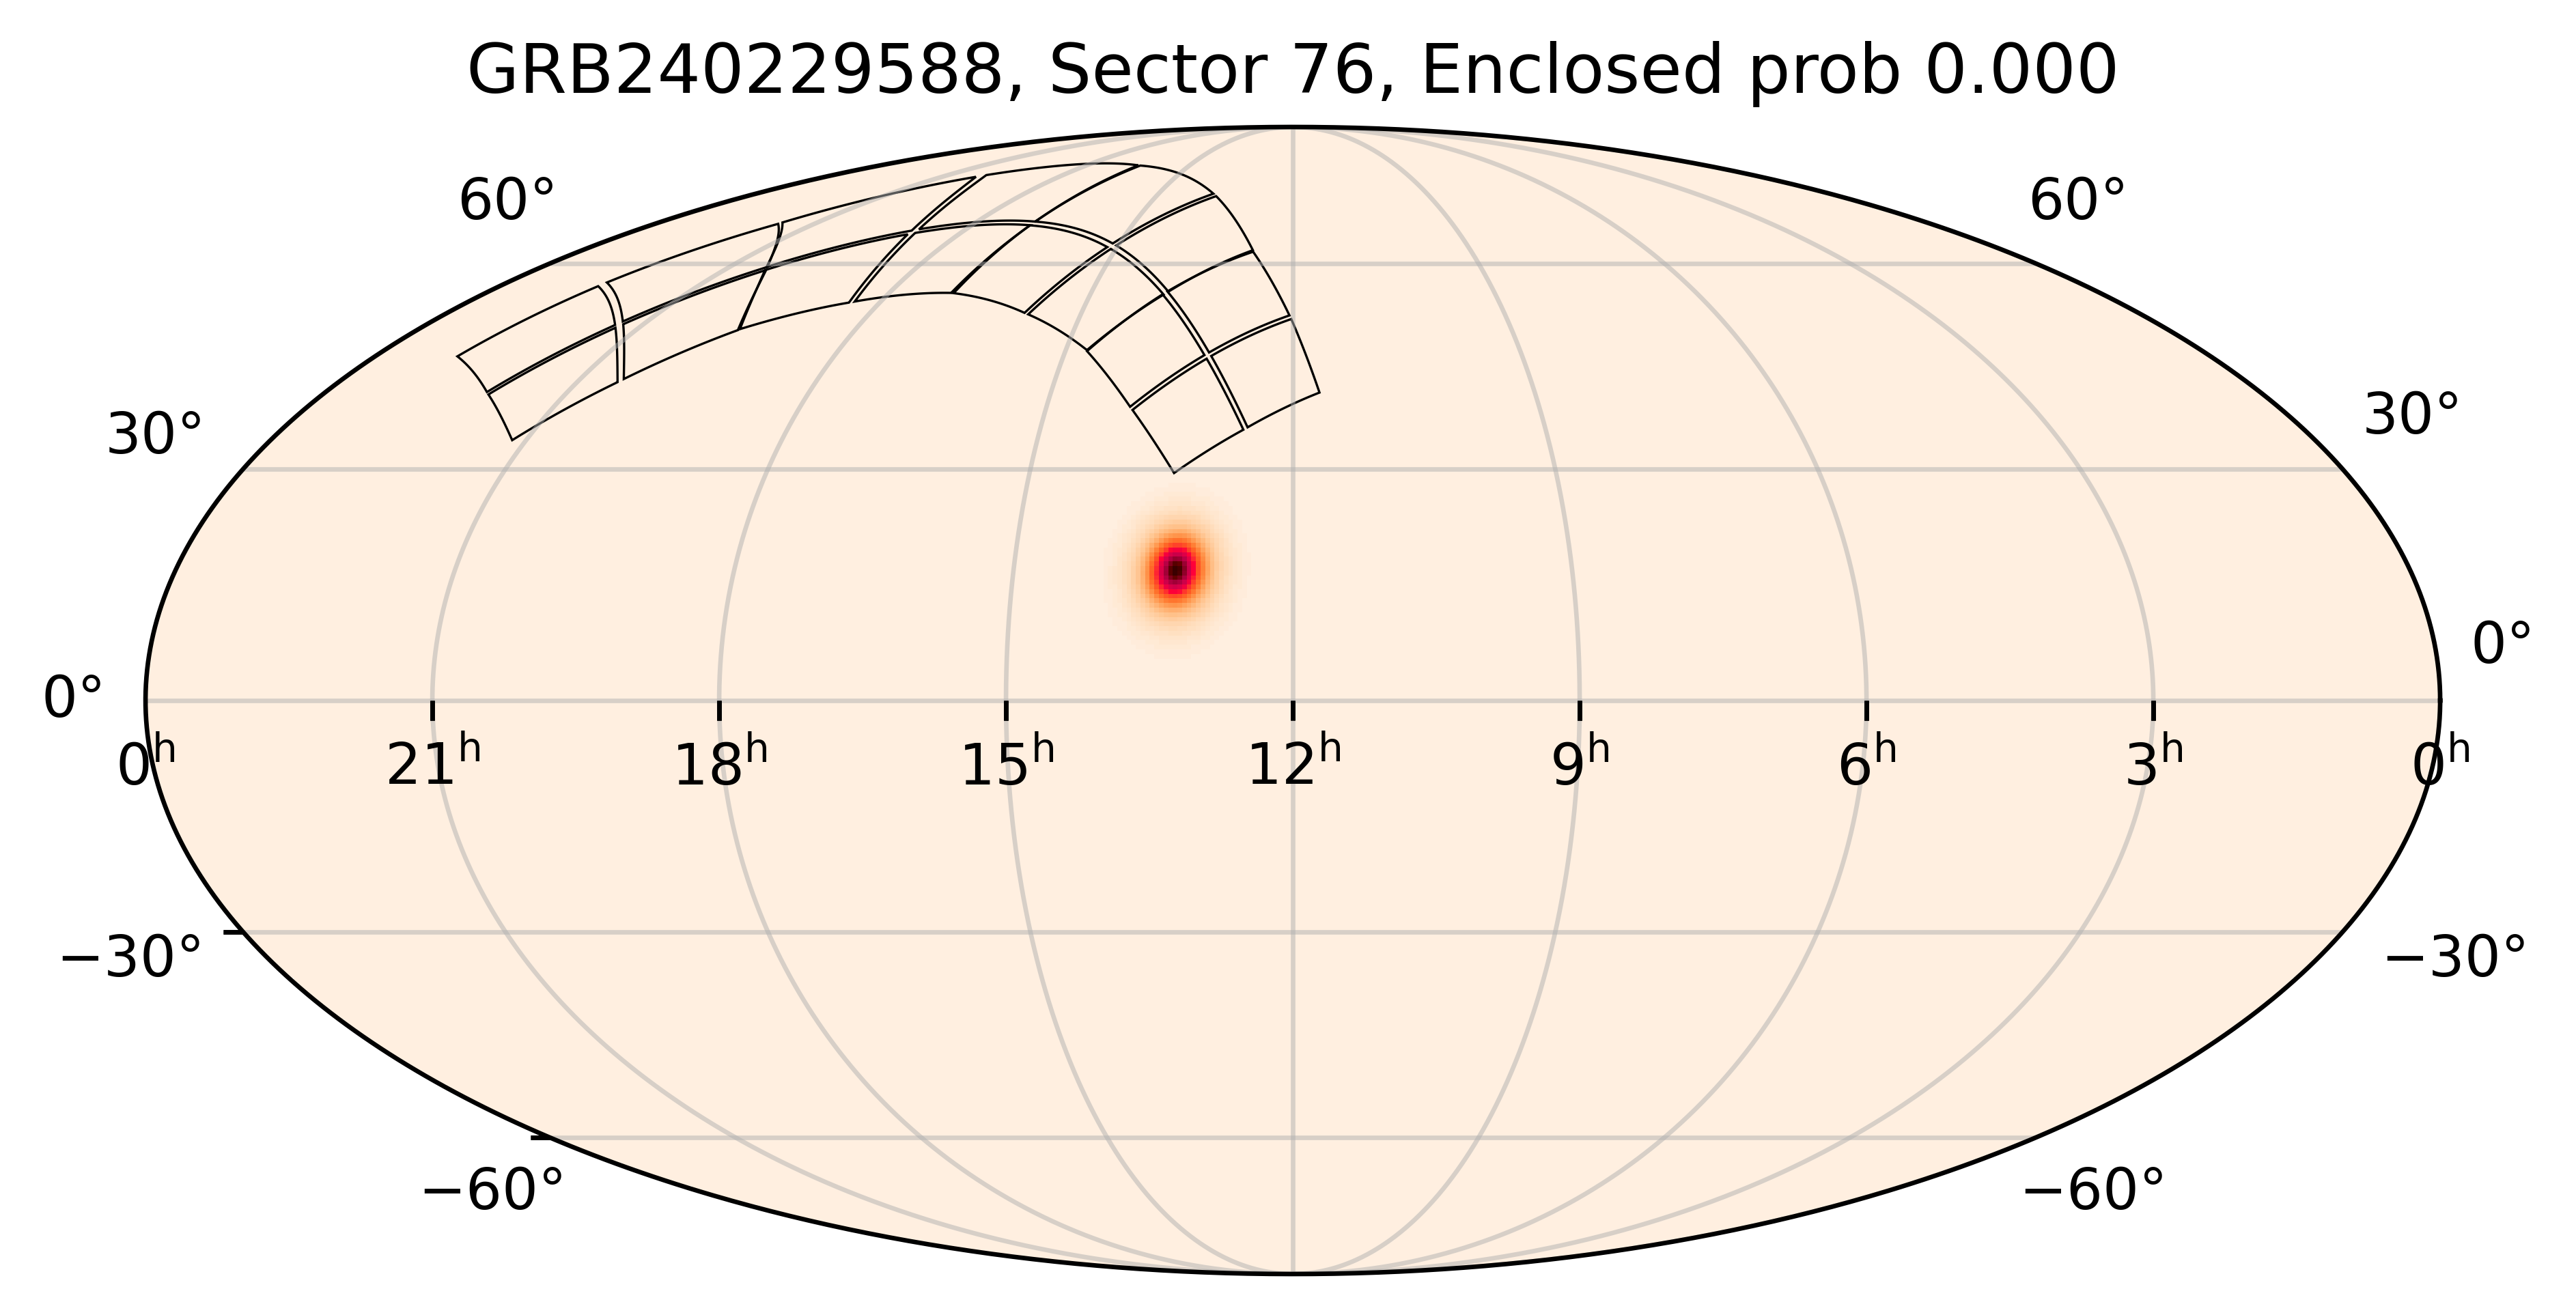 GRB240229588, Sector 76, Enclosed prob 0.000
60° 60°
30° 30°
0° 0°
0h 21h 18h 15h 12h 9h 6h 3h 0h
−30° −30°
−60° −60°